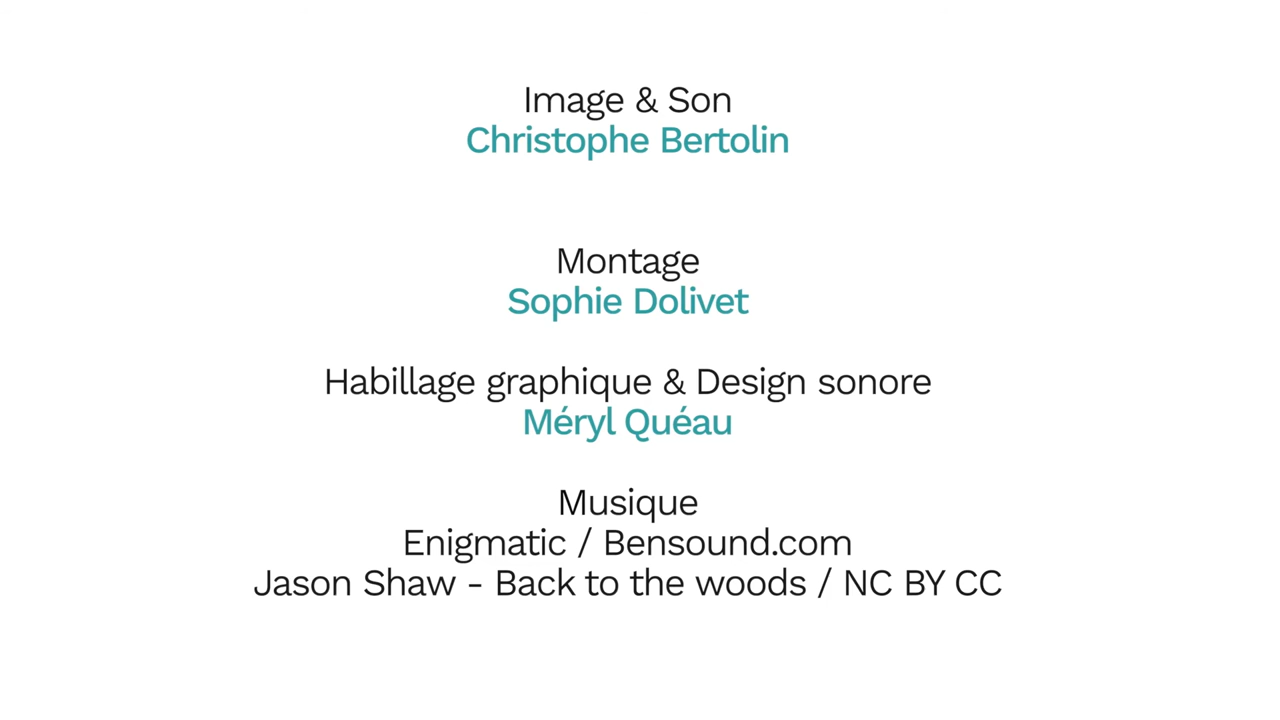 Image & Son
Christophe Bertolin
Montage
Sophie Dolivet
Habillage graphique & Design sonore
Méryl Quéau
Musique
Enigmatic / Bensound.com
Jason Shaw - Back to the woods / NC BY CC